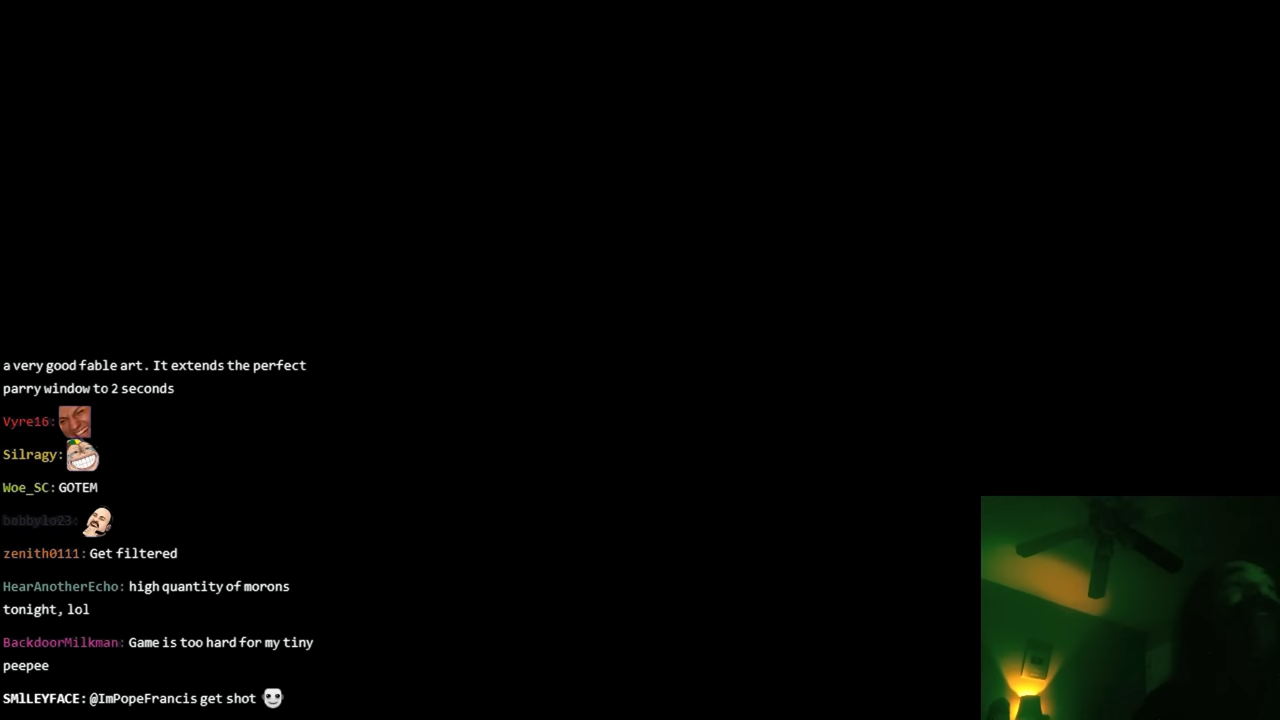 a very good fable art. It extends the perfect
parry window to 2 seconds
Vyre16:
Silragy:
Woe_SC: GOTEM
bobbylo23:
zenith0111: Get filtered
HearAnotherEcho: high quantity of morons
tonight, lol
BackdoorMilkman: Game is too hard for my tiny
peepee
SMlLEYFACE: @ImPopeFrancis get shot